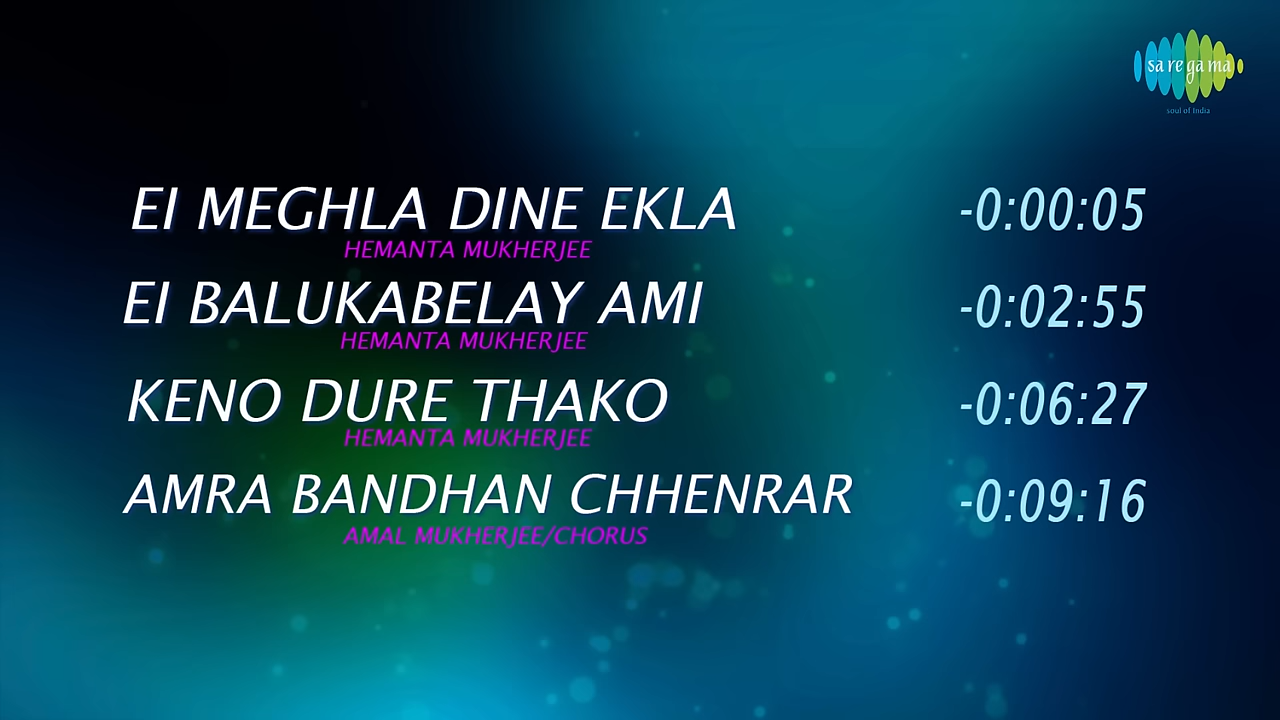 sa re ga ma
soul of India
EI MEGHLA DINE EKLA -0:00:05
HEMANTA MUKHERJEE
EI BALUKABELAY AMI -0:02:55
HEMANTA MUKHERJEE
KENO DURE THAKO -0:06:27
HEMANTA MUKHERJEE
AMRA BANDHAN CHHENRAR -0:09:16
AMAL MUKHERJEE/CHORUS